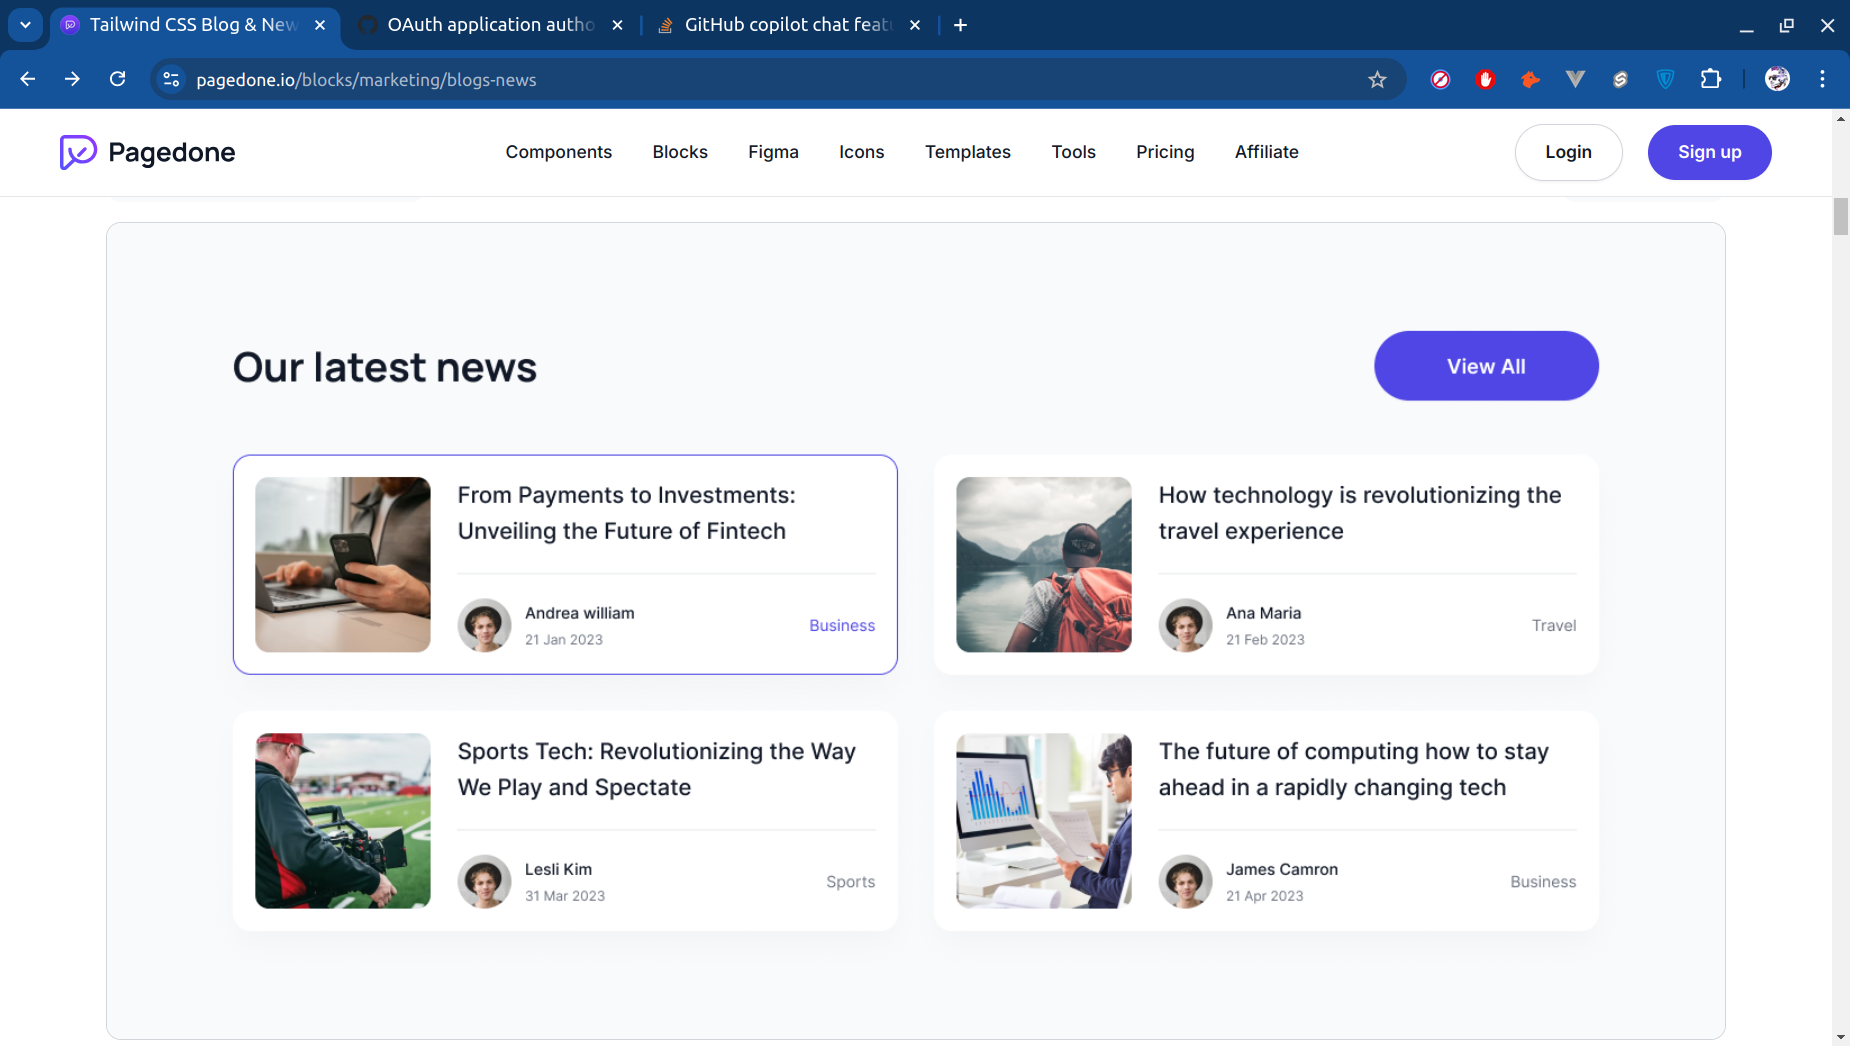 Tailwind CSS Blog & New
OAuth application autho
GitHub copilot chat featu
pagedone.io/blocks/marketing/blogs-news
Pagedone
Components
Blocks
Figma
Icons
Templates
Tools
Pricing
Affiliate
Login
Sign up
Our latest news
View All
From Payments to Investments:
Unveiling the Future of Fintech
Andrea william
21 Jan 2023
Business
How technology is revolutionizing the
travel experience
Ana Maria
21 Feb 2023
Travel
Sports Tech: Revolutionizing the Way
We Play and Spectate
Lesli Kim
31 Mar 2023
Sports
The future of computing how to stay
ahead in a rapidly changing tech
James Camron
21 Apr 2023
Business